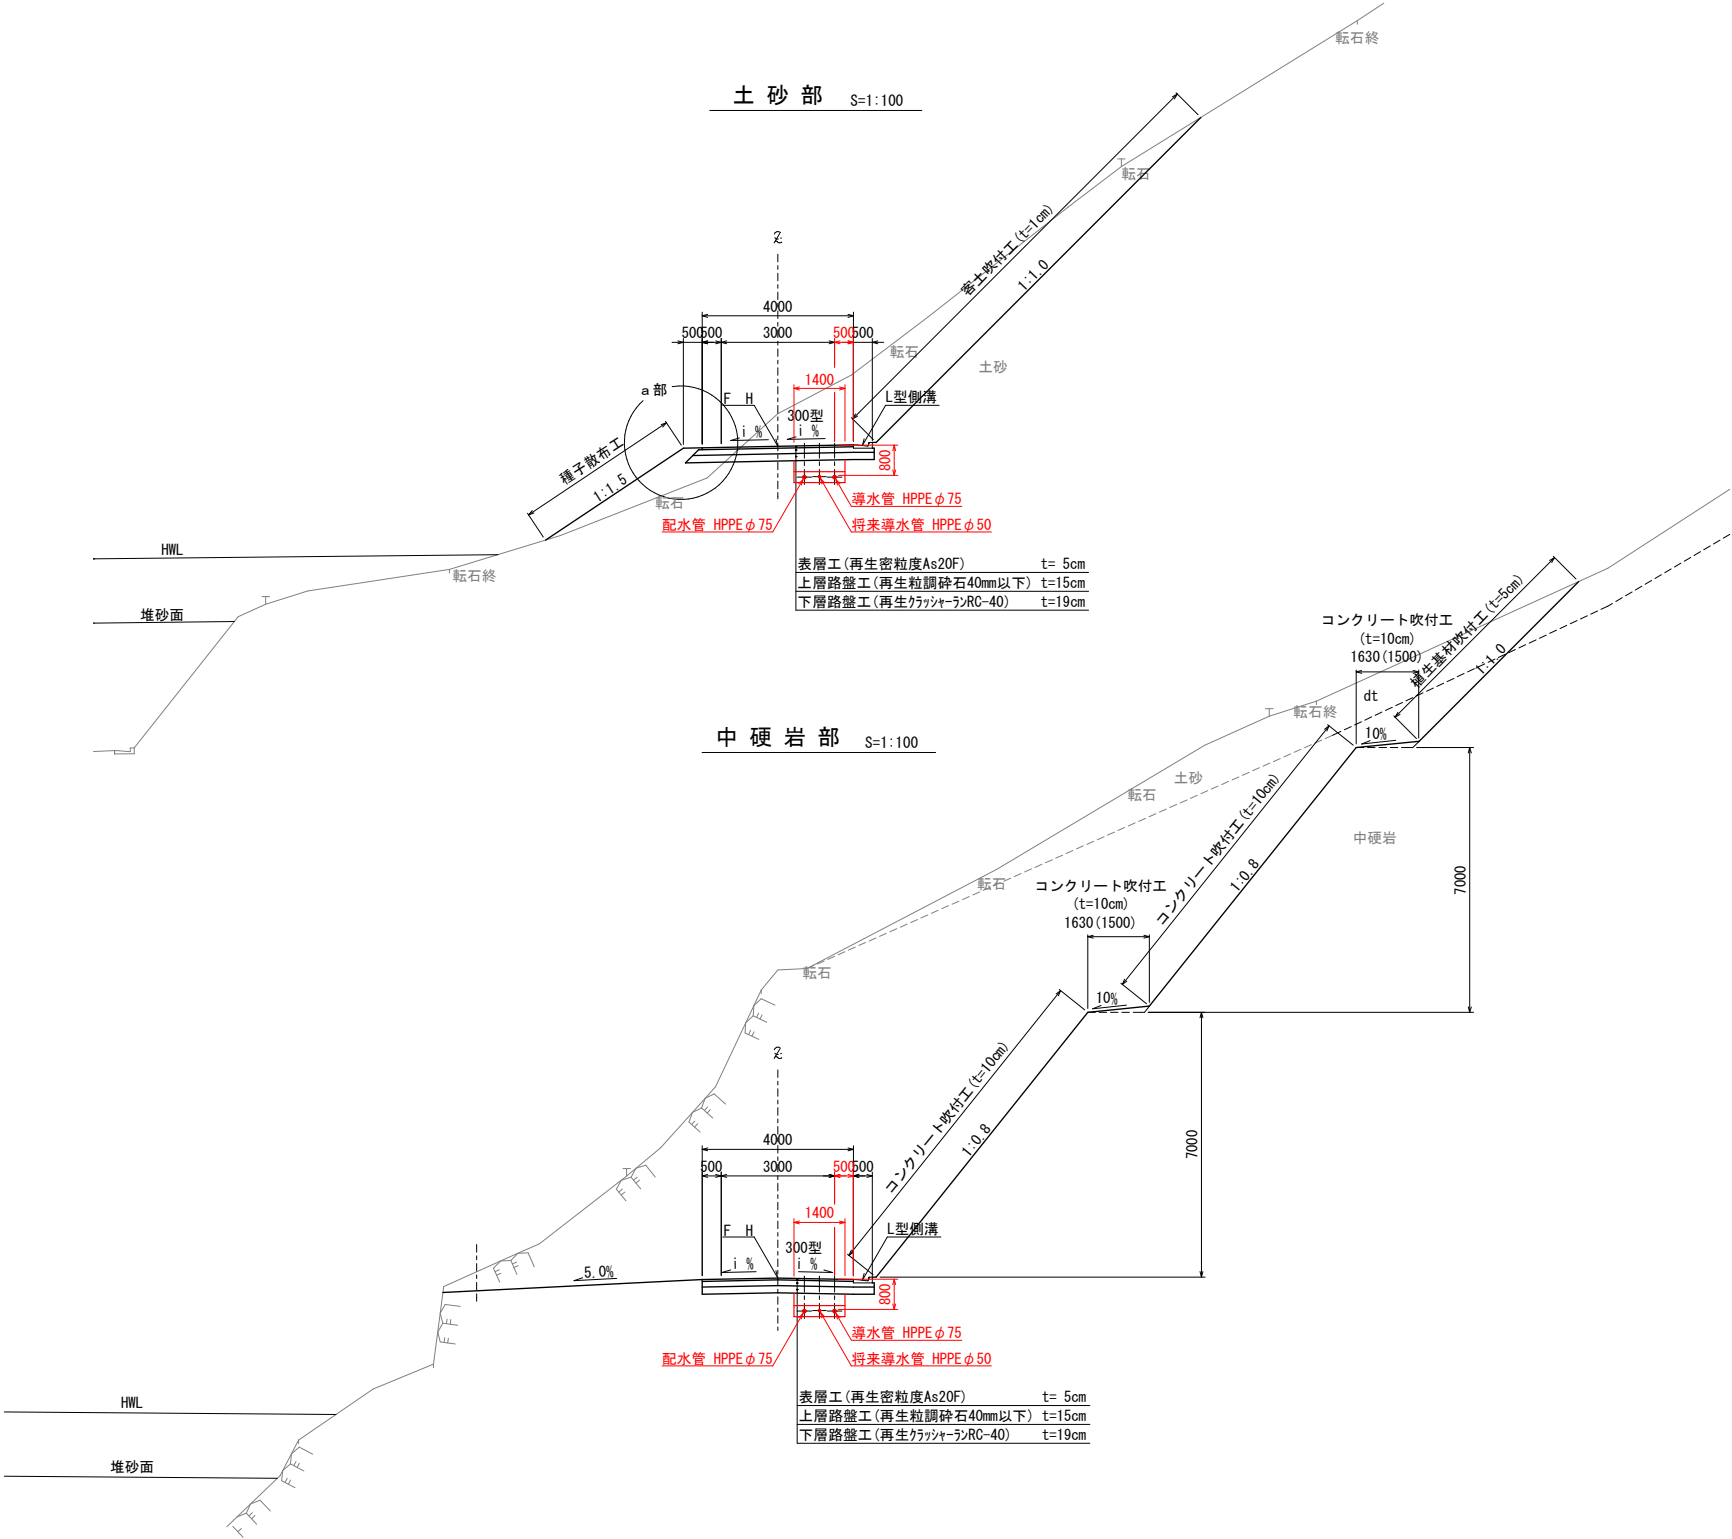 転石終
土 砂 部 S=1:100
転石
客土吹付工(t=1cm)
1:1.0
4000
500 500 3000 500 500
転石
土砂
1400
a部
F H
300型
L型側溝
i %
i %
800
種子散布工
1:1.5
転石
導水管 HPPEφ75
配水管 HPPEφ75
将来導水管 HPPEφ50
HWL
転石終
表層工(再生密粒度As20F) t= 5cm
上層路盤工(再生粒調砕石40mm以下) t=15cm
下層路盤工(再生クラッシャーランRC-40) t=19cm
堆砂面
コンクリート吹付工
(t=10cm)
1630(1500)
植生基材吹付工(t=5cm)
1:1.0
dt
転石終
10%
中 硬 岩 部 S=1:100
土砂
転石
コンクリート吹付工(t=10cm)
1:0.8
中硬岩
7000
転石
コンクリート吹付工
(t=10cm)
1630(1500)
転石
10%
コンクリート吹付工(t=10cm)
1:0.8
7000
4000
500 3000 500 500
1400
F H
300型
L型側溝
i %
i %
5.0%
800
導水管 HPPEφ75
配水管 HPPEφ75
将来導水管 HPPEφ50
HWL
表層工(再生密粒度As20F) t= 5cm
上層路盤工(再生粒調砕石40mm以下) t=15cm
下層路盤工(再生クラッシャーランRC-40) t=19cm
堆砂面